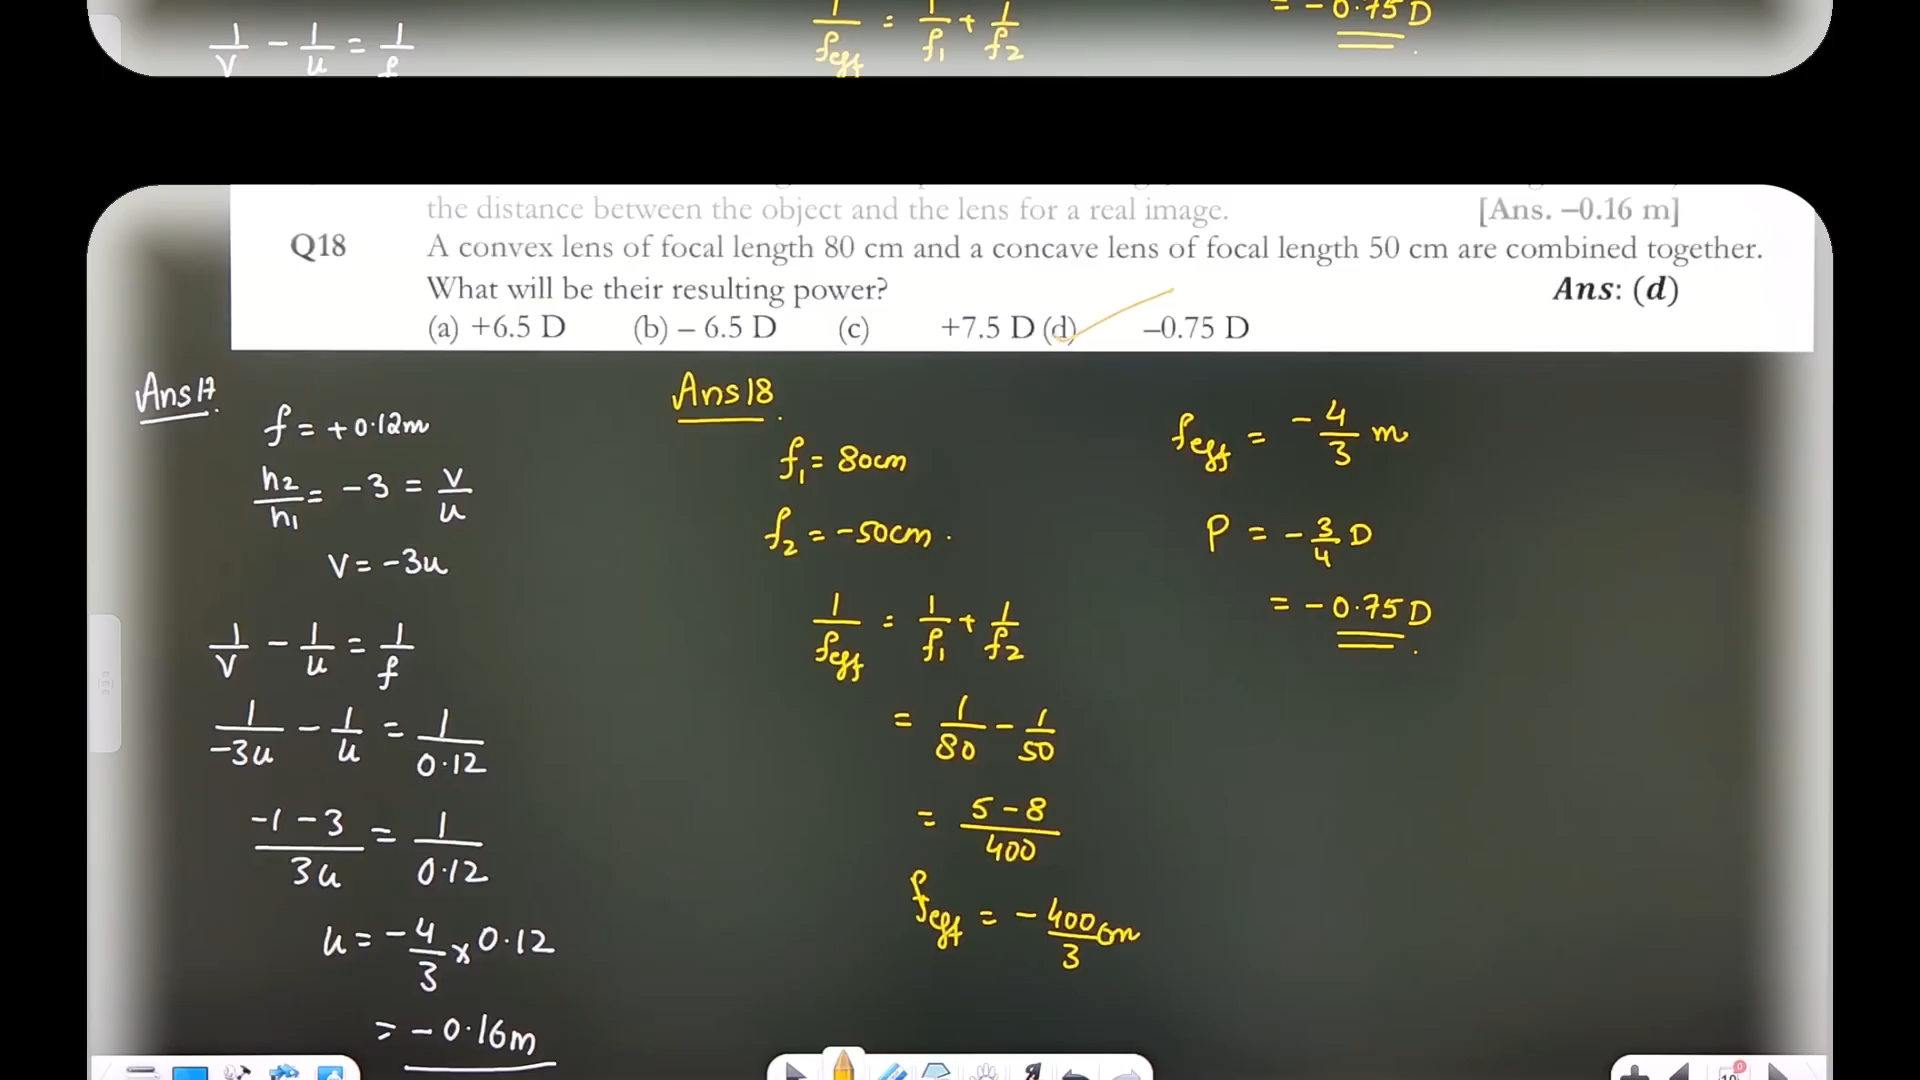 1/v - 1/u = 1/f
1/feff = 1/f1 + 1/f2
= -0.75 D
the distance between the object and the lens for a real image. [Ans. –0.16 m]
Q18 A convex lens of focal length 80 cm and a concave lens of focal length 50 cm are combined together.
What will be their resulting power? Ans: (d)
(a) +6.5 D (b) – 6.5 D (c) +7.5 D (d) –0.75 D
Ans 17.
f = +0.12m
h2/h1 = -3 = v/u
v = -3u
1/v - 1/u = 1/f
1/-3u - 1/u = 1/0.12
-1-3/3u = 1/0.12
u = -4/3 x 0.12
= -0.16m
Ans 18.
f1 = 80cm
f2 = -50cm.
1/feff = 1/f1 + 1/f2
= 1/80 - 1/50
= 5-8/400
feff = -400/3 cm
feff = -4/3 m
P = -3/4 D
= -0.75 D.